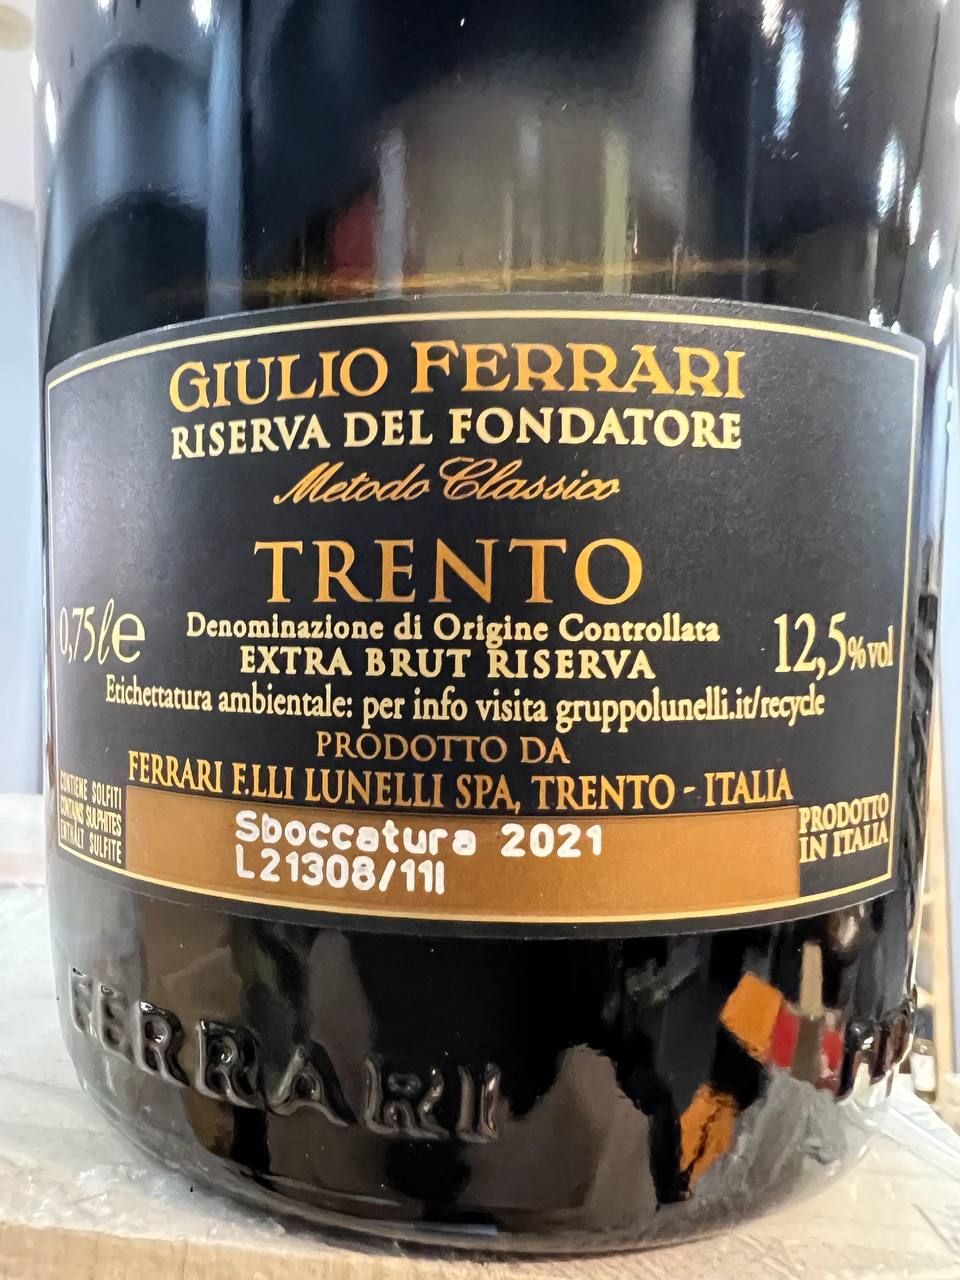 GIULIO FERRARI
RISERVA DEL FONDATORE
Metodo Classico
TRENTO
0,75 ℓ e
Denominazione di Origine Controllata
12,5% vol
EXTRA BRUT RISERVA
Etichettatura ambientale: per info visita gruppolunelli.it/recycle
PRODOTTO DA
FERRARI F.LLI LUNELLI SPA, TRENTO - ITALIA
CONTIENE SOLFITI
CONTAINS SULPHITES
ENTHÄLT SULFITE
PRODOTTO
IN ITALIA
Sboccatura 2021
L21308/111
FERRARI